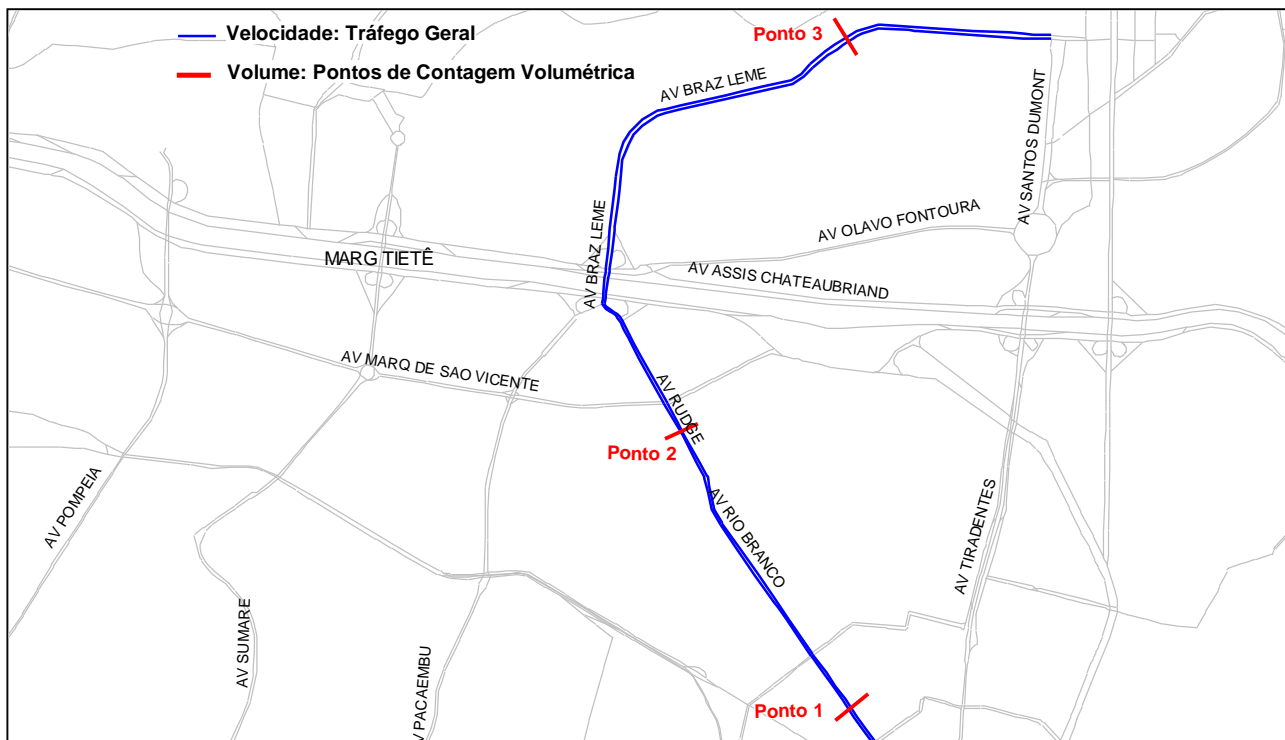 Velocidade: Tráfego Geral
Volume: Pontos de Contagem Volumétrica
Ponto 3
AV BRAZ LEME
AV SANTOS DUMONT
AV BRAZ LEME
AV OLAVO FONTOURA
MARG TIETÊ
AV ASSIS CHATEAUBRIAND
AV MARQ DE SAO VICENTE
AV RUDGE
Ponto 2
AV POMPEIA
AV RIO BRANCO
AV TIRADENTES
AV SUMARE
V PACAEMBU
Ponto 1